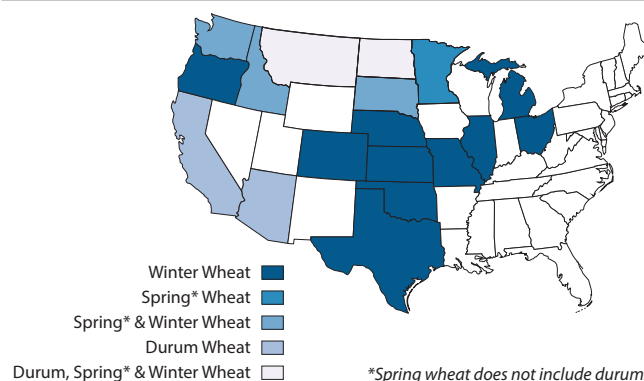 Winter Wheat
Spring* Wheat
Spring* & Winter Wheat
Durum Wheat
Durum, Spring* & Winter Wheat
*Spring wheat does not include durum